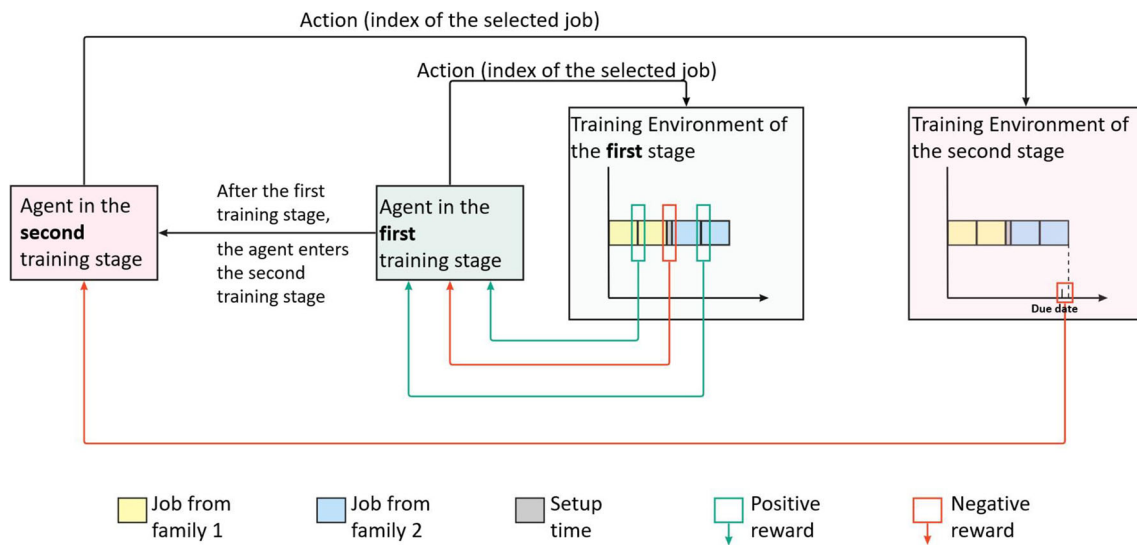 Action (index of the selected job)
Action (index of the selected job)
Training Environment of
the first stage
Training Environment of
the second stage
Agent in the
second
training stage
After the first
training stage,
the agent enters
the second
training stage
Agent in the
first
training stage
Due date
Job from
family 1
Job from
family 2
Setup
time
Positive
reward
Negative
reward